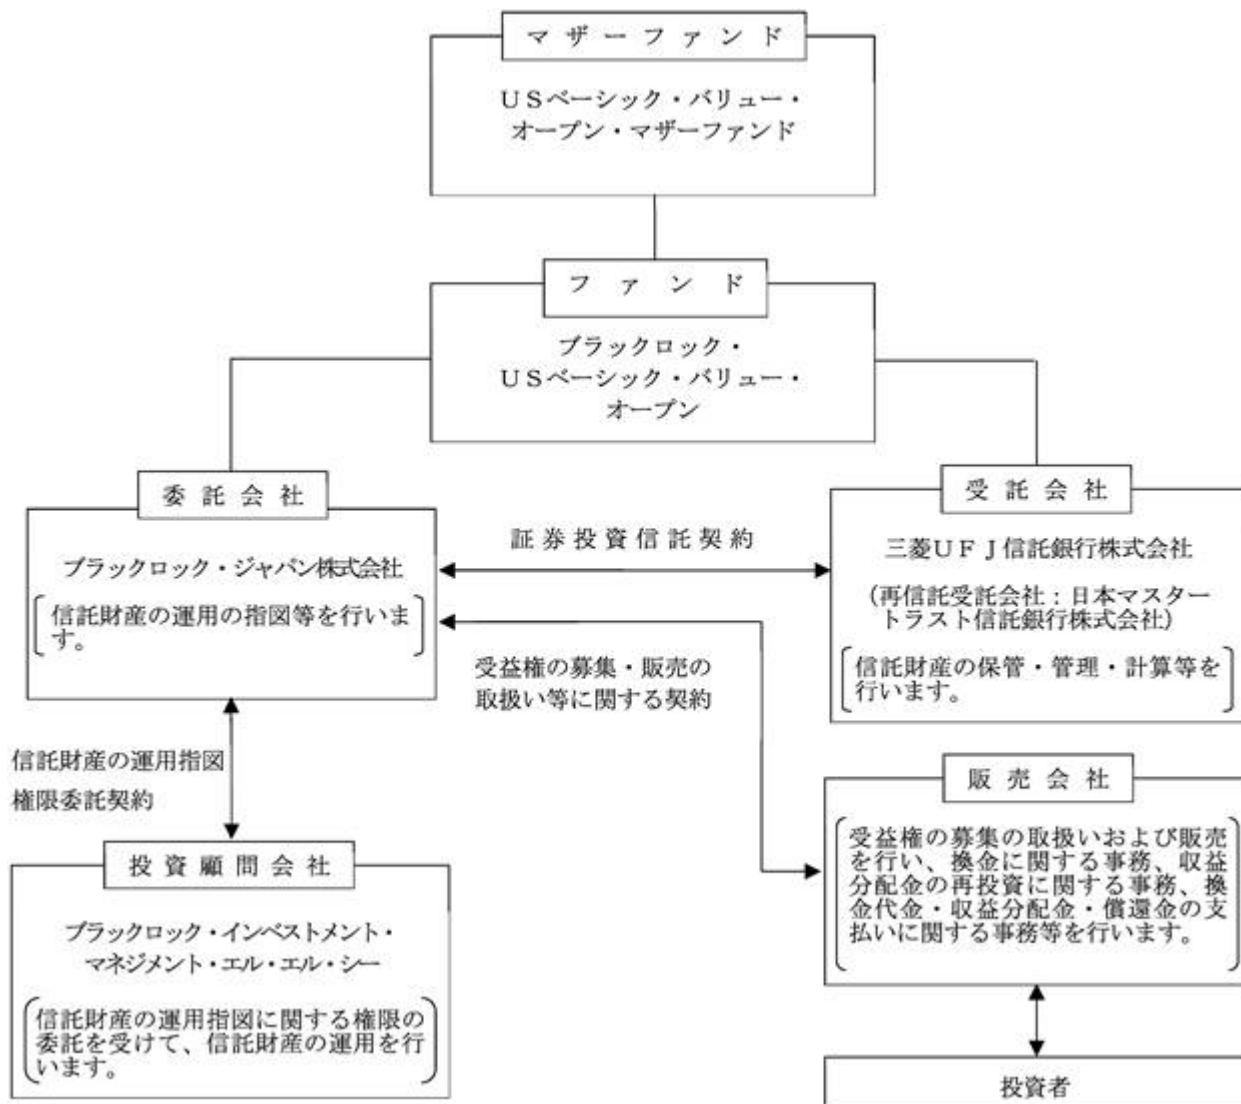 マザーファンド
USベーシック・バリュー・
オープン・マザーファンド
ファンド
ブラックロック・
USベーシック・バリュー・
オープン
委託会社
ブラックロック・ジャパン株式会社
信託財産の運用の指図等を行いま
す。
証券投資信託契約
受託会社
三菱UFJ信託銀行株式会社
(再信託受託会社:日本マスター
トラスト信託銀行株式会社)
信託財産の保管・管理・計算等を
行います。
受益権の募集・販売の
取扱い等に関する契約
信託財産の運用指図
権限委託契約
販売会社
受益権の募集の取扱いおよび販売
を行い、換金に関する事務、収益
分配金の再投資に関する事務、換
金代金・収益分配金・償還金の支
払いに関する事務等を行います。
投資顧問会社
ブラックロック・インベストメント・
マネジメント・エル・エル・シー
信託財産の運用指図に関する権限の
委託を受けて、信託財産の運用を行
います。
投資者